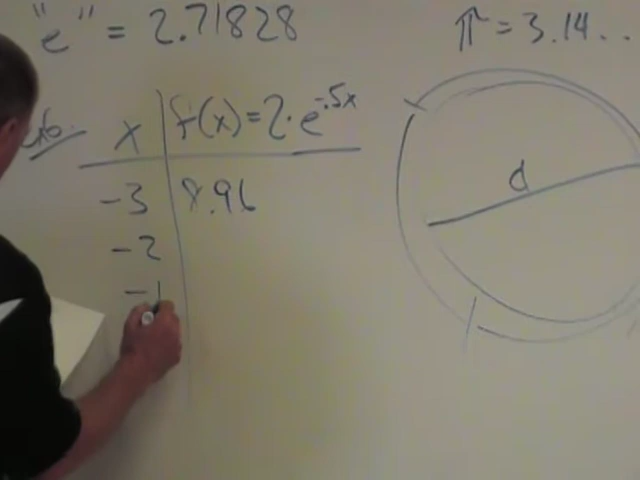 "e" = 2.71828
π = 3.14...
x f(x)=2·e^-.5x
-3 8.96
-2
-1
d